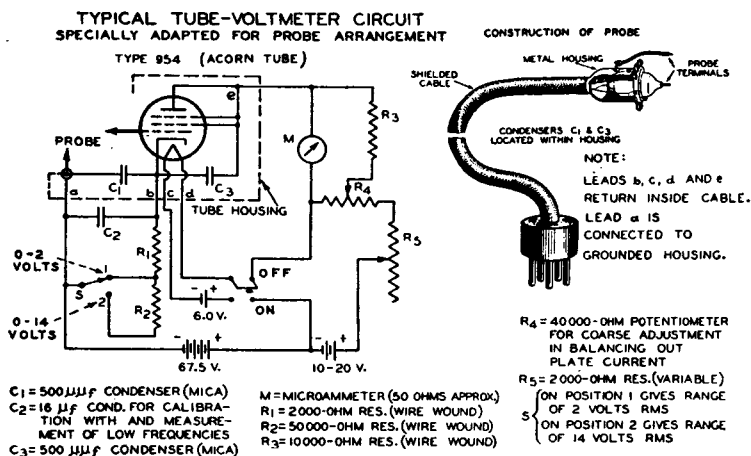 TYPICAL TUBE-VOLTMETER CIRCUIT
SPECIALLY ADAPTED FOR PROBE ARRANGEMENT
TYPE 954 (ACORN TUBE)
e
PROBE
a
C1
b
c
d
C3
TUBE HOUSING
C2
M
R3
R4
R5
0-2
VOLTS
R1
S
1
2
R2
0-14
VOLTS
OFF
ON
- +
6.0 V.
- +
67.5 V.
- +
10-20 V.
CONSTRUCTION OF PROBE
METAL HOUSING
SHIELDED
CABLE
PROBE
TERMINALS
CONDENSERS C1 & C3
LOCATED WITHIN HOUSING
NOTE:
LEADS b, c, d AND e
RETURN INSIDE CABLE.
LEAD a IS
CONNECTED TO
GROUNDED HOUSING.
C1 = 500 μμf CONDENSER (MICA)
C2 = 16 μf COND. FOR CALIBRA-
TION WITH AND MEASURE-
MENT OF LOW FREQUENCIES
C3 = 500 μμf CONDENSER (MICA)
M = MICROAMMETER (50 OHMS APPROX.)
R1 = 2000-OHM RES. (WIRE WOUND)
R2 = 50000-OHM RES. (WIRE WOUND)
R3 = 10000-OHM RES. (WIRE WOUND)
R4 = 40000-OHM POTENTIOMETER
FOR COARSE ADJUSTMENT
IN BALANCING OUT
PLATE CURRENT
R5 = 2000-OHM RES. (VARIABLE)
S { ON POSITION 1 GIVES RANGE
OF 2 VOLTS RMS
ON POSITION 2 GIVES RANGE
OF 14 VOLTS RMS